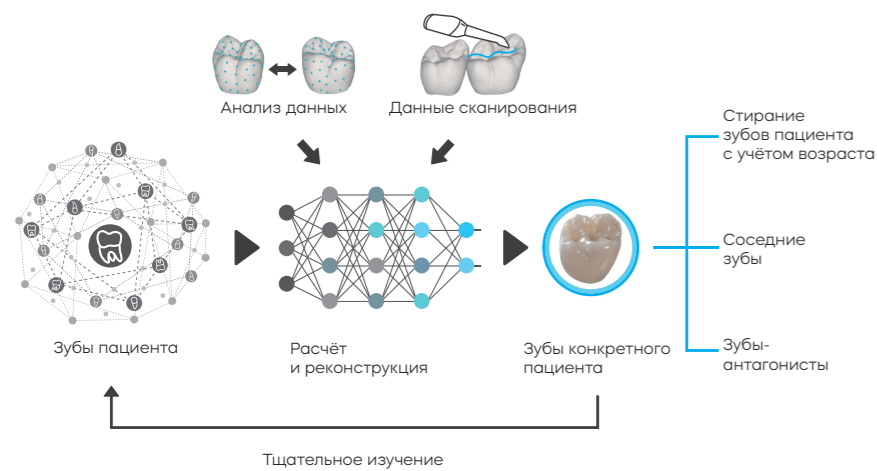 Анализ данных
Данные сканирования
Стирание
зубов пациента
с учётом возраста
Соседние
зубы
Зубы пациента
Расчёт
и реконструкция
Зубы конкретного
пациента
Зубы-
антагонисты
Тщательное изучение